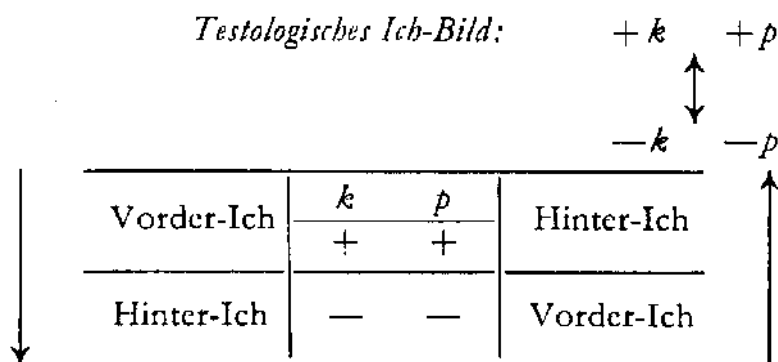 Testologisches Ich-Bild: + k + p
— k — p
k p
Vorder-Ich + + Hinter-Ich
Hinter-Ich — — Vorder-Ich